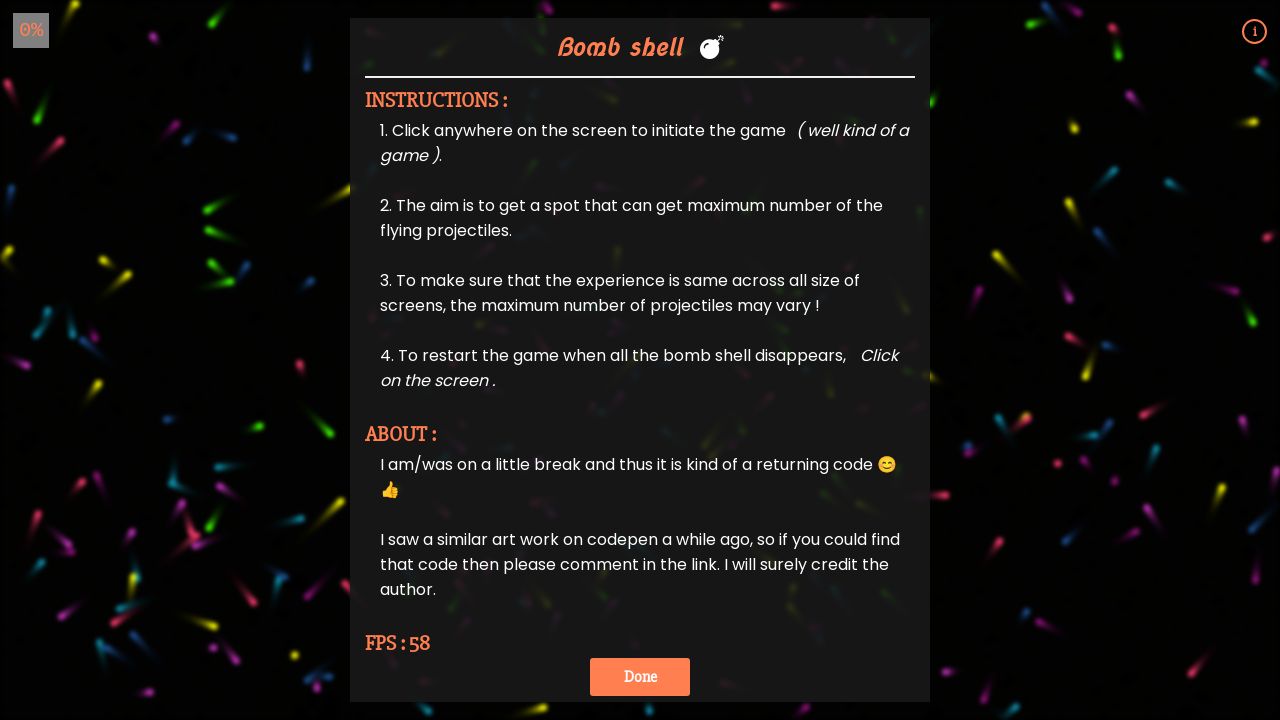 0%
i
Bomb shell 💣
INSTRUCTIONS :
1. Click anywhere on the screen to initiate the game ( well kind of a
game ).
2. The aim is to get a spot that can get maximum number of the
flying projectiles.
3. To make sure that the experience is same across all size of
screens, the maximum number of projectiles may vary !
4. To restart the game when all the bomb shell disappears, Click
on the screen .
ABOUT :
I am/was on a little break and thus it is kind of a returning code 😊
👍
I saw a similar art work on codepen a while ago, so if you could find
that code then please comment in the link. I will surely credit the
author.
FPS : 58
Done